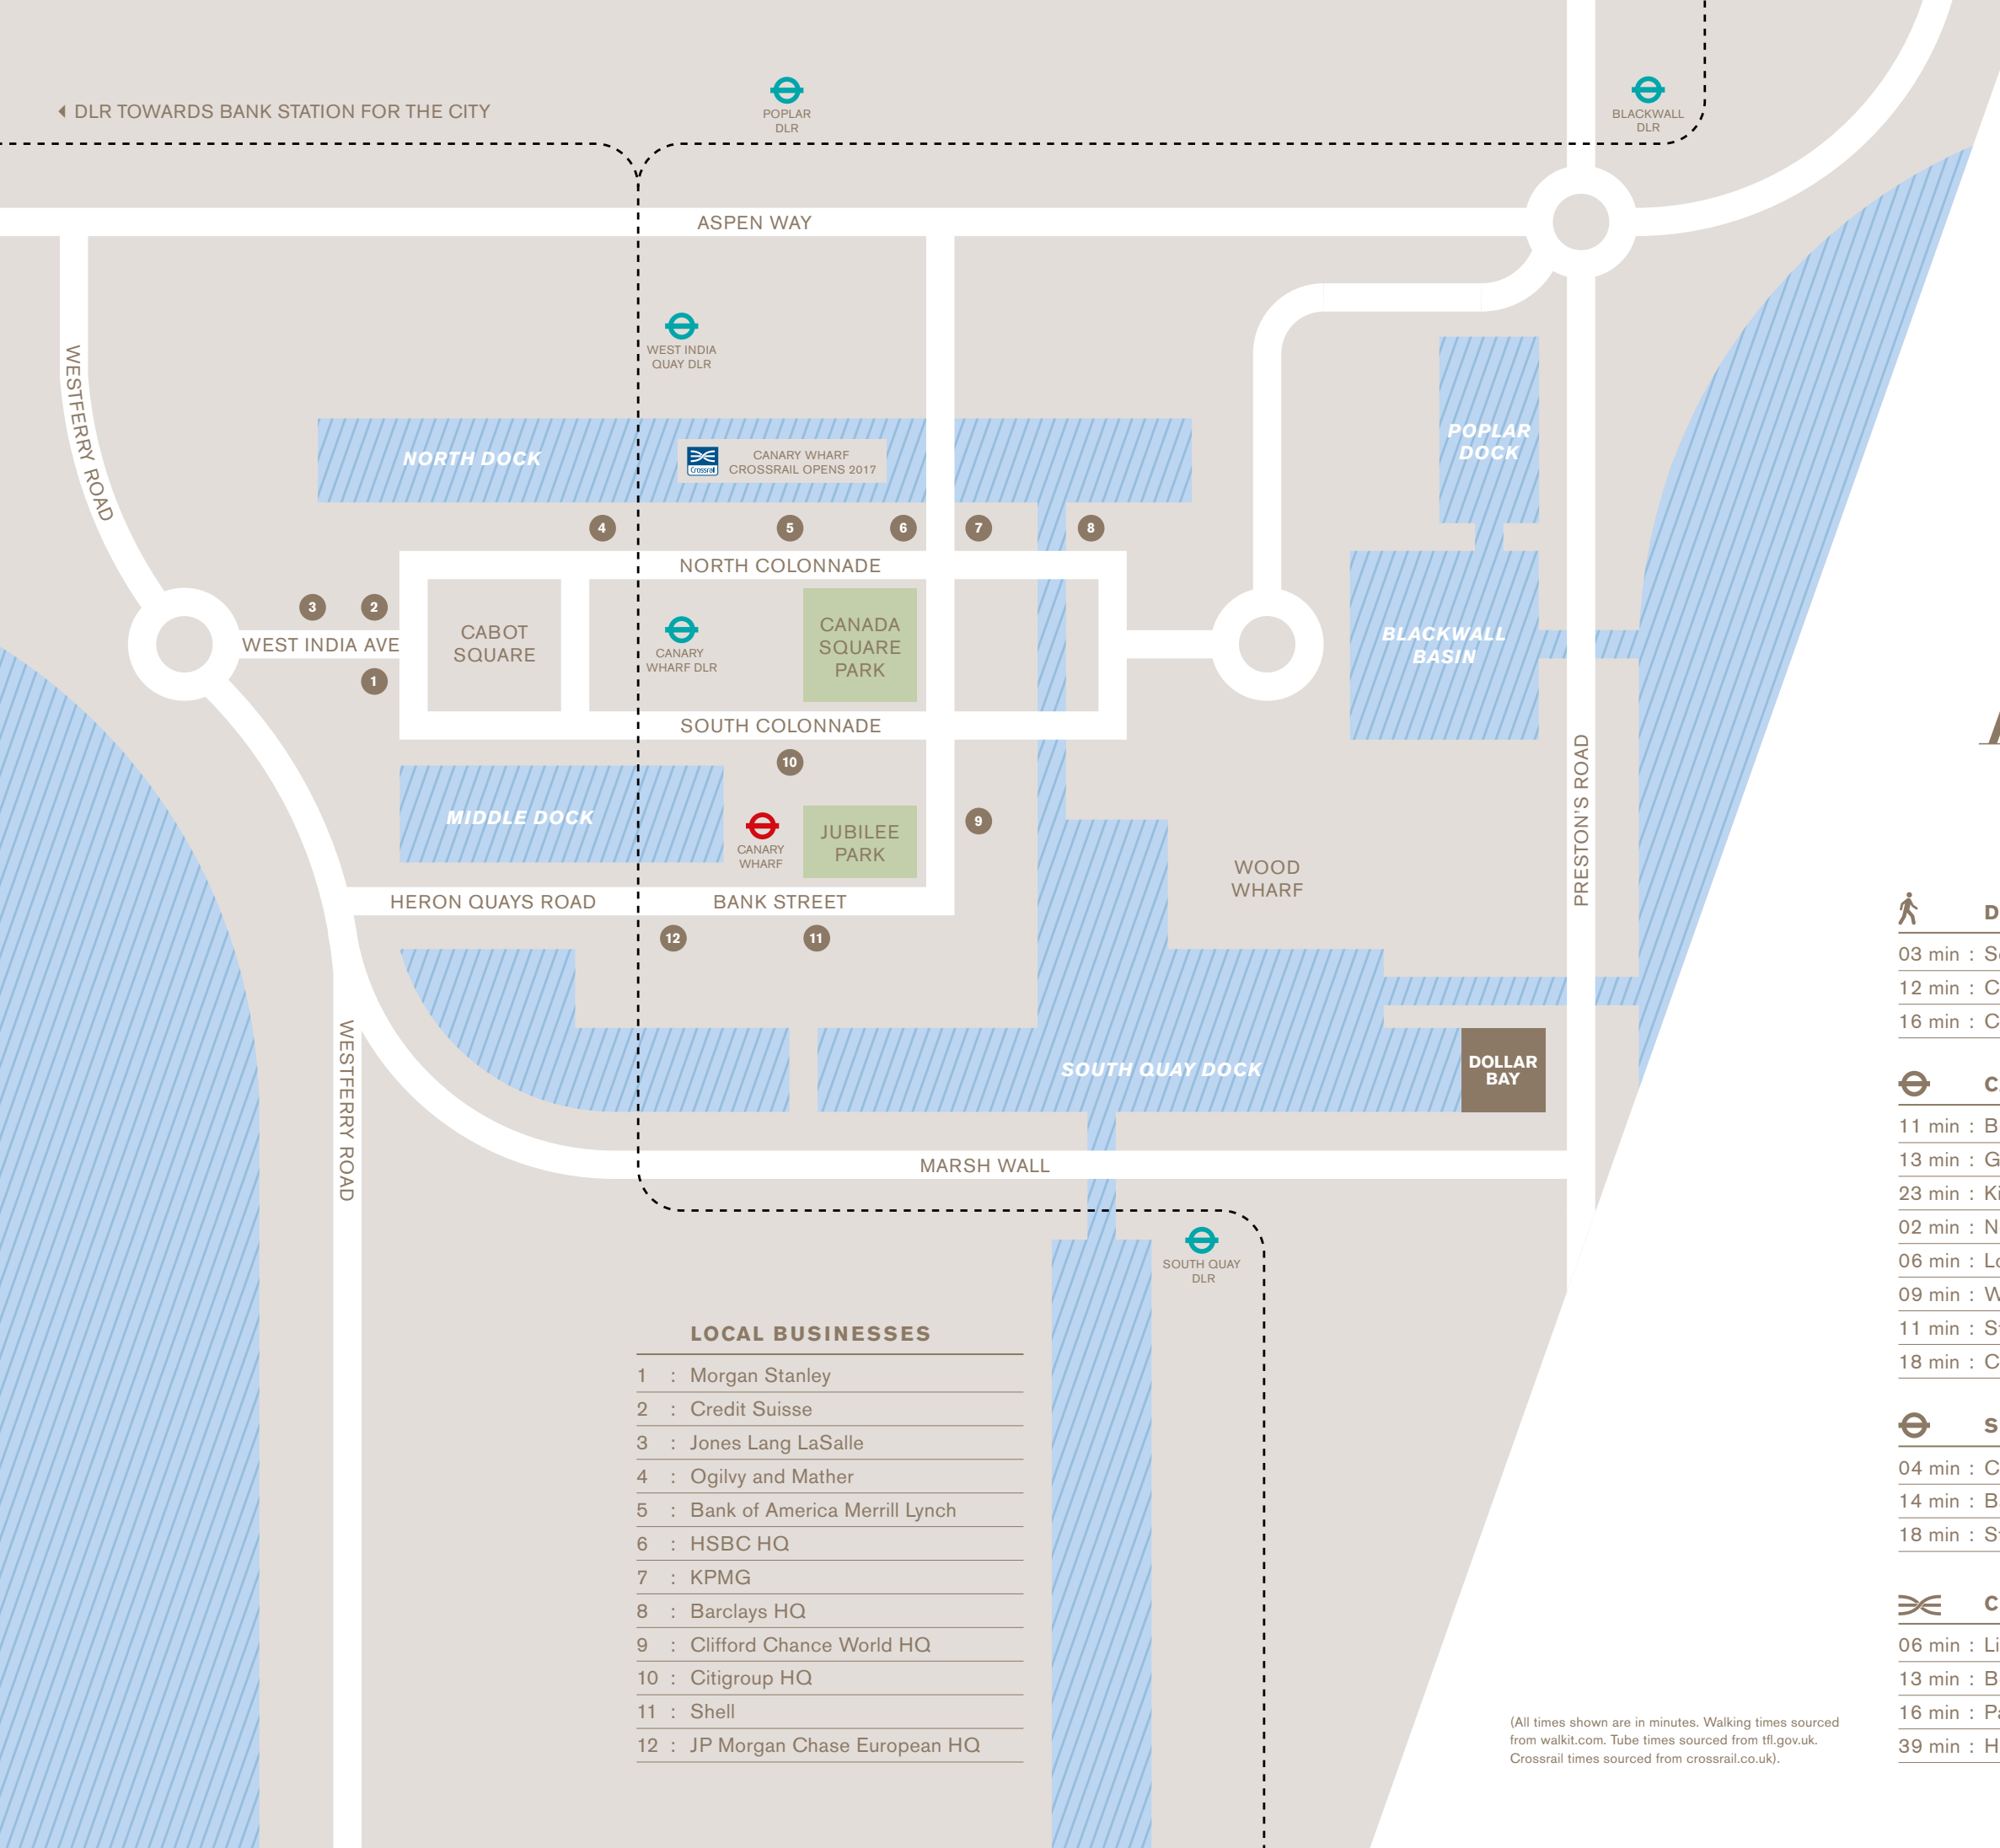 DLR TOWARDS BANK STATION FOR THE CITY
POPLAR
DLR
BLACKWALL
DLR
ASPEN WAY
WEST INDIA
QUAY DLR
WESTFERRY ROAD
NORTH DOCK
Crossrail
CANARY WHARF
CROSSRAIL OPENS 2017
POPLAR
DOCK
4
5
6
7
8
NORTH COLONNADE
3
2
WEST INDIA AVE
1
CABOT
SQUARE
CANARY
WHARF DLR
CANADA
SQUARE
PARK
BLACKWALL
BASIN
SOUTH COLONNADE
10
MIDDLE DOCK
CANARY
WHARF
JUBILEE
PARK
9
WOOD
WHARF
PRESTON'S ROAD
HERON QUAYS ROAD
BANK STREET
12
11
WESTFERRY ROAD
SOUTH QUAY DOCK
DOLLAR
BAY
MARSH WALL
SOUTH QUAY
DLR
LOCAL BUSINESSES
1 : Morgan Stanley
2 : Credit Suisse
3 : Jones Lang LaSalle
4 : Ogilvy and Mather
5 : Bank of America Merrill Lynch
6 : HSBC HQ
7 : KPMG
8 : Barclays HQ
9 : Clifford Chance World HQ
10 : Citigroup HQ
11 : Shell
12 : JP Morgan Chase European HQ
(All times shown are in minutes. Walking times sourced
from walkit.com. Tube times sourced from tfl.gov.uk.
Crossrail times sourced from crossrail.co.uk).
03 min :
12 min :
16 min :
11 min :
13 min :
23 min :
02 min :
06 min :
09 min :
11 min :
18 min :
04 min :
14 min :
18 min :
06 min :
13 min :
16 min :
39 min :